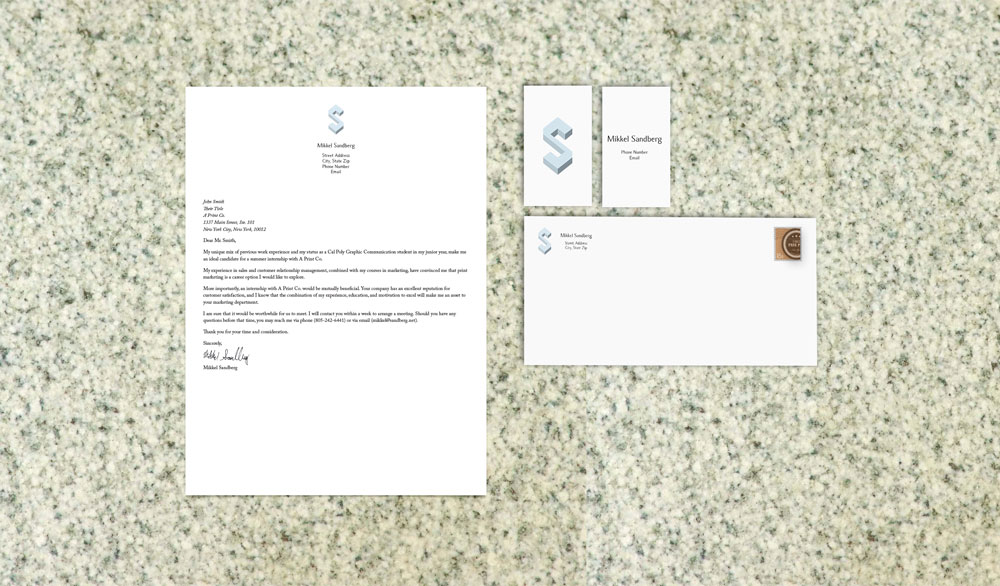 Mikkel Sandberg
Street Address
City, State Zip
Phone Number
Email
John Smith
Their Title
A Print Co.
1337 Main Street, Ste. 101
New York City, New York, 10012
Dear Mr. Smith,
My unique mix of previous work experience and my status as a Cal Poly Graphic Communication student in my junior year, make me
an ideal candidate for a summer internship with A Print Co.
My experience in sales and customer relationship management, combined with my courses in marketing, have convinced me that print
marketing is a career option I would like to explore.
More importantly, an internship with A Print Co. would be mutually beneficial. Your company has an excellent reputation for
customer satisfaction, and I know that the combination of my experience, education, and motivation to excel will make me an asset to
your marketing department.
I am sure that it would be worthwhile for us to meet. I will contact you within a week to arrange a meeting. Should you have any
questions before that time, you may reach me via phone (805-242-6441) or via email (mikkel@sandberg.net).
Thank you for your time and consideration.
Sincerely,
Mikkel Sandberg
Mikkel Sandberg
S
Mikkel Sandberg
Phone Number
Email
S
Mikkel Sandberg
Street Address
City, State Zip